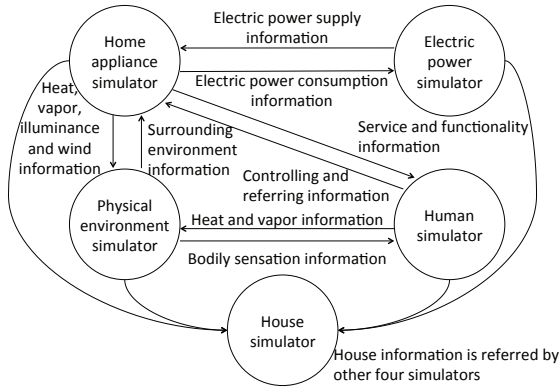 Electric power supply
information
Home
appliance
simulator
Electric
power
simulator
Electric power consumption
information
Heat,
vapor,
illuminance
and wind
information
Surrounding
environment
information
Service and functionality
information
Controlling and
referring information
Physical
environment
simulator
Heat and vapor information
Human
simulator
Bodily sensation information
House
simulator
House information is referred by
other four simulators